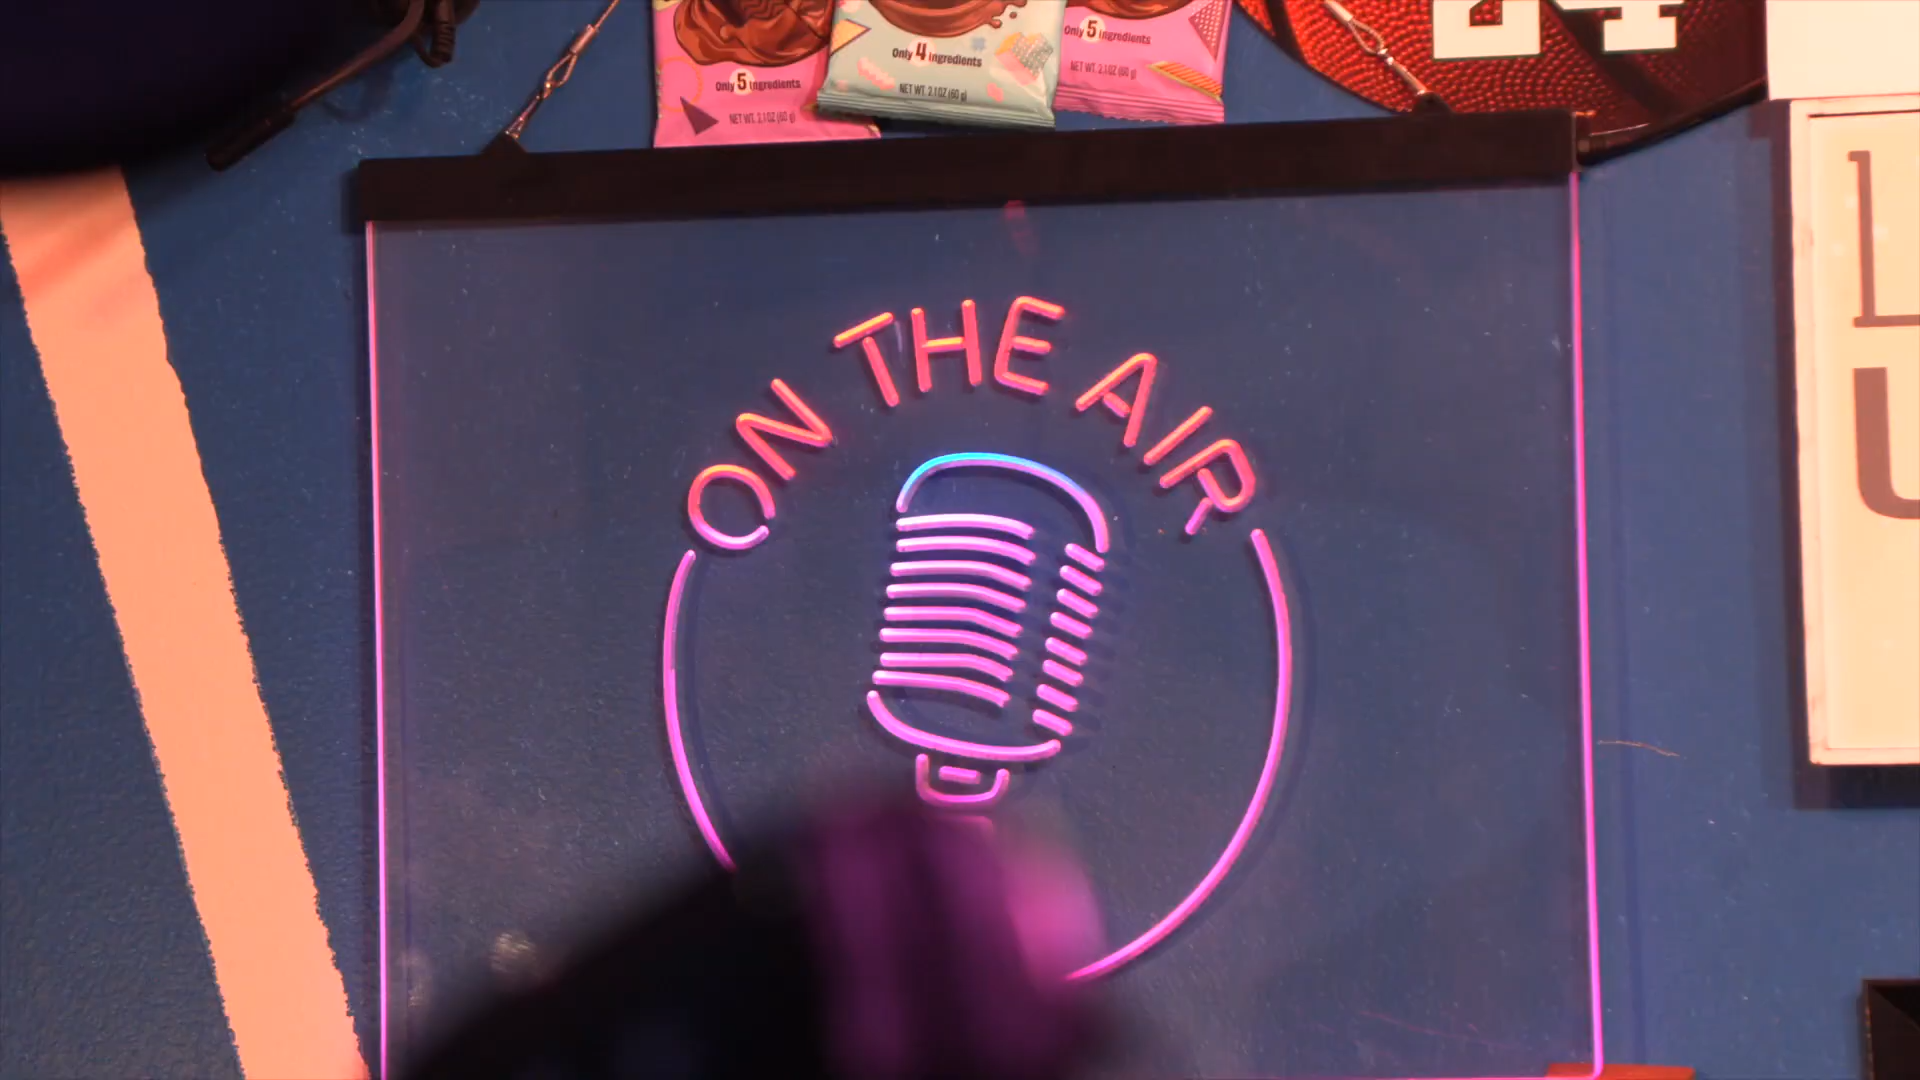 Only 5 Ingredients
NET WT. 2.1 OZ (60 g)
Only 4 Ingredients
NET WT. 2.1 OZ (60 g)
Only 5 Ingredients
NET WT. 2.1 OZ (60 g)
24
ON THE AIR
L
U